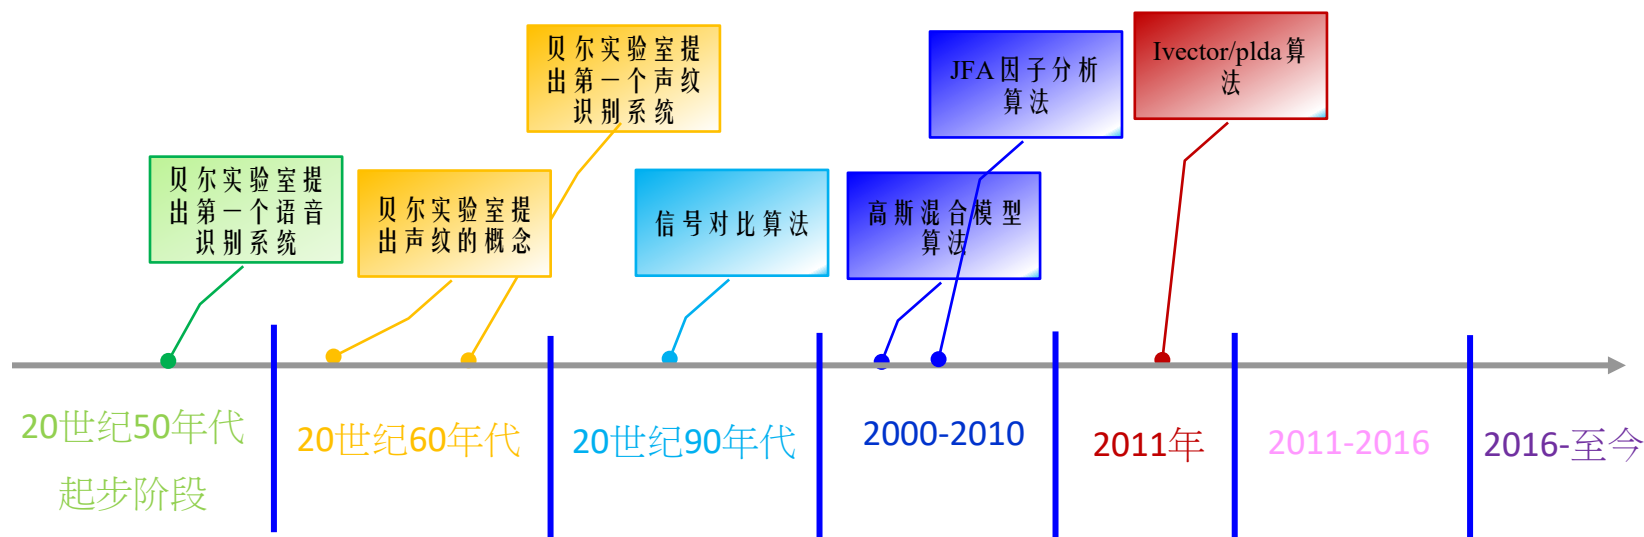 贝尔实验室提
出第一个声纹
识别系统
JFA因子分析
算法
Ivector/plda算
法
贝尔实验室提
出第一个语音
识别系统
贝尔实验室提
出声纹的概念
信号对比算法
高斯混合模型
算法
20世纪50年代
起步阶段
20世纪60年代
20世纪90年代
2000-2010
2011年
2011-2016
2016-至今